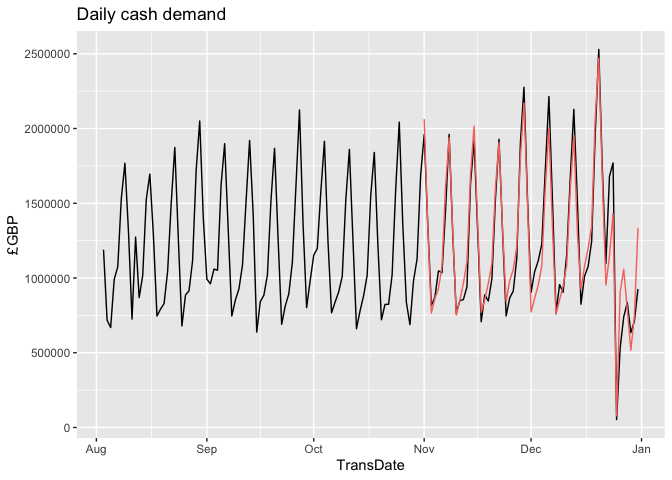 Daily cash demand
2500000
2000000
1500000
1000000
500000
0
£GBP
Aug Sep Oct Nov Dec Jan
TransDate